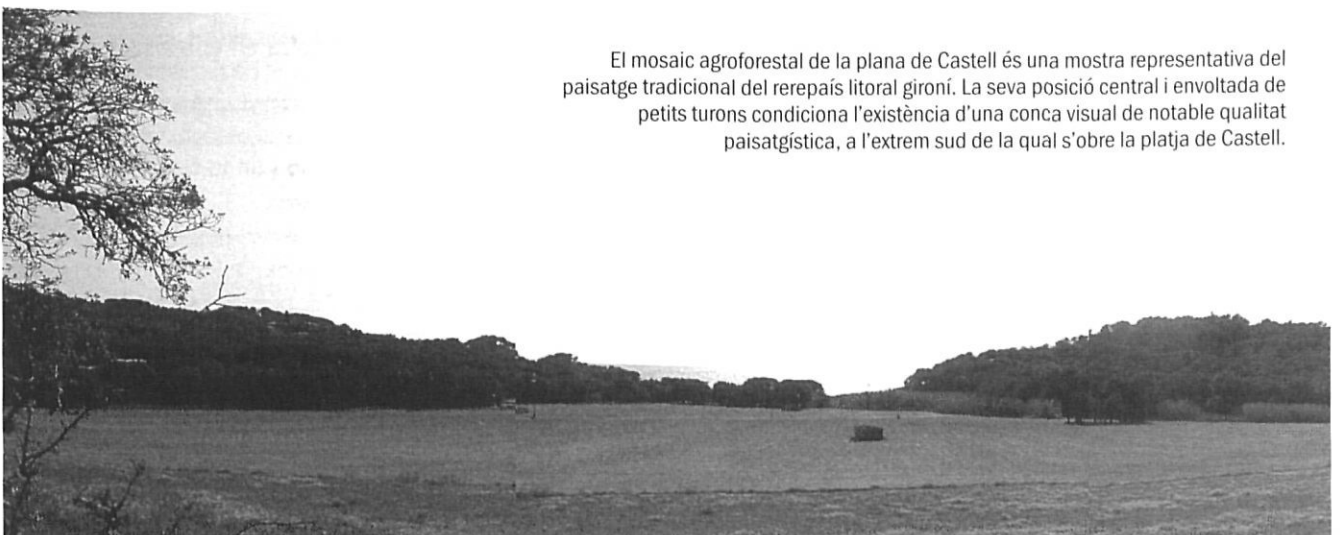 El mosaic agroforestal de la plana de Castell és una mostra representativa del
paisatge tradicional del rerepaís litoral gironí. La seva posició central i envoltada de
petits turons condiciona l'existència d'una conca visual de notable qualitat
paisatgística, a l'extrem sud de la qual s'obre la platja de Castell.